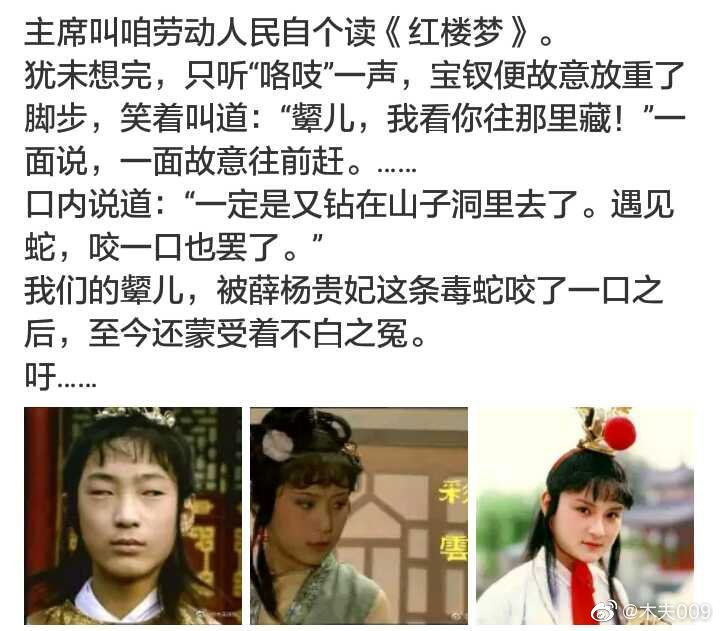 主席叫咱劳动人民自个读《红楼梦》。
犹未想完，只听“咯吱”一声，宝钗便故意放重了
脚步，笑着叫道：“颦儿，我看你往那里藏！”一
面说，一面故意往前赶。……
口内说道：“一定是又钻在山子洞里去了。遇见
蛇，咬一口也罢了。”
我们的颦儿，被薛杨贵妃这条毒蛇咬了一口之
后，至今还蒙受着不白之冤。
吁……
彩
雲
@木夫009